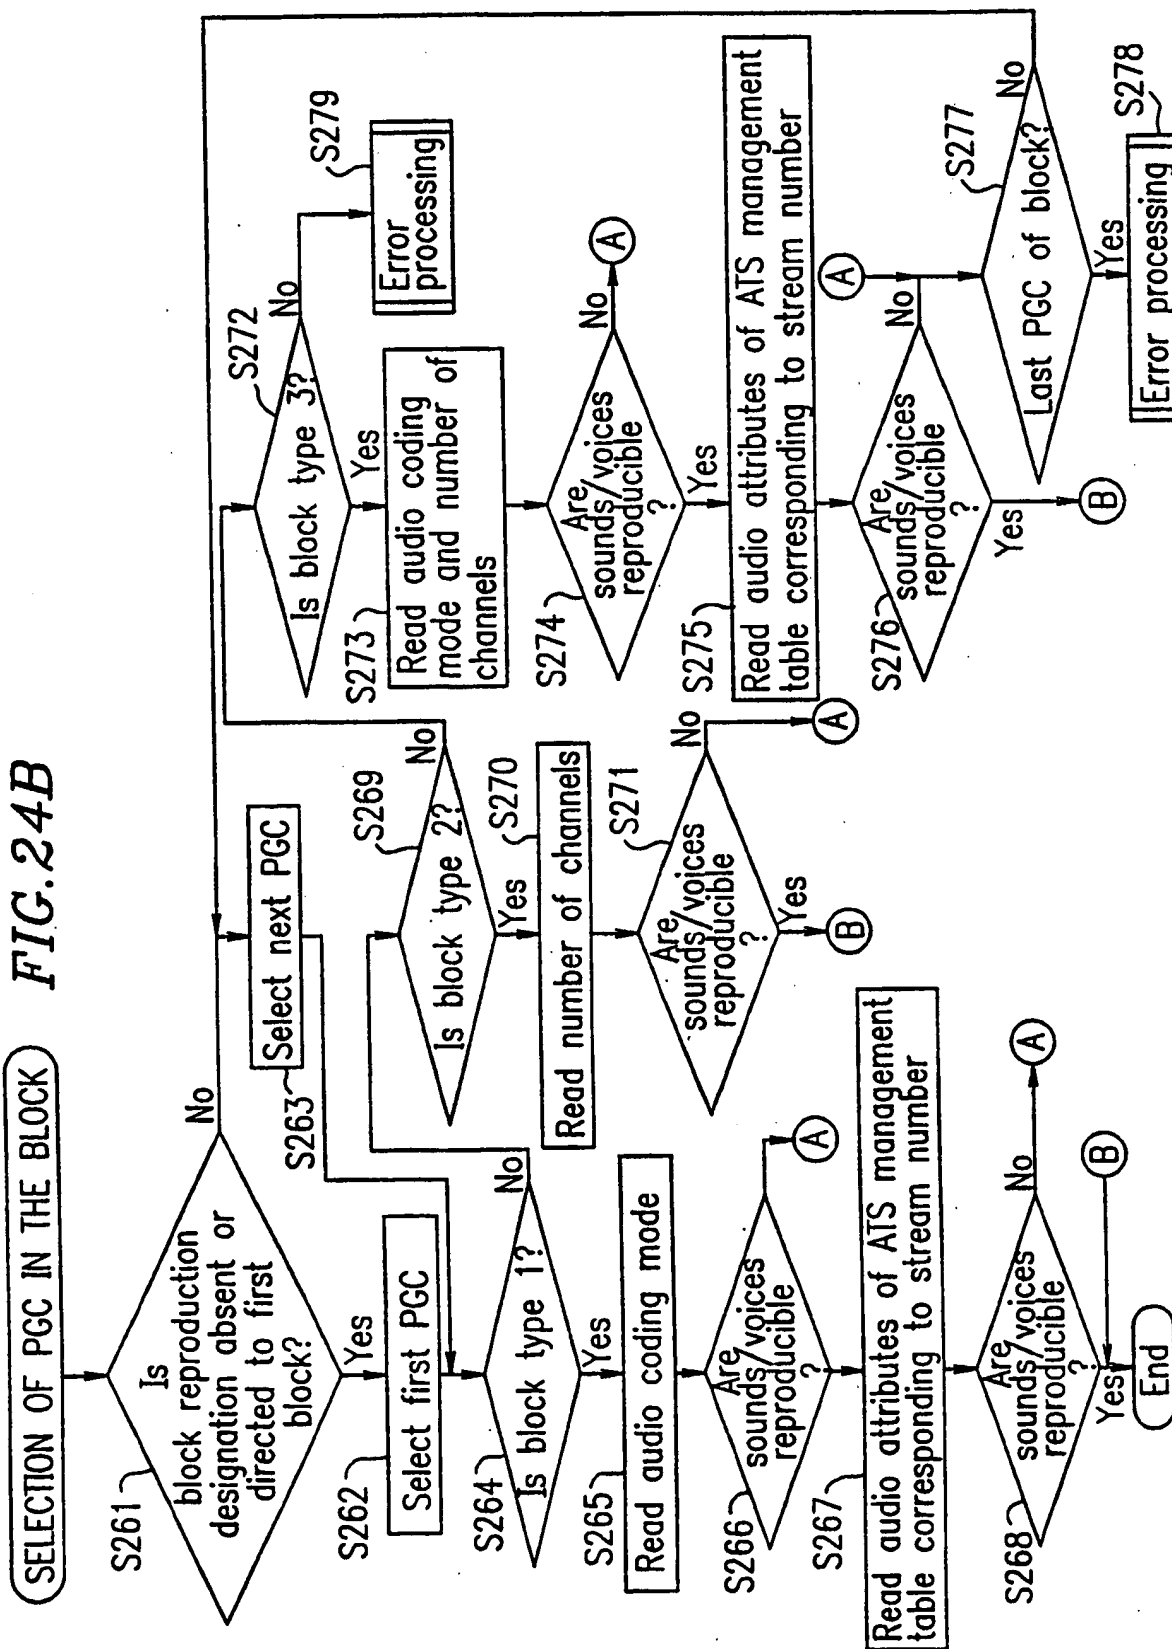 FIG.24B
SELECTION OF PGC IN THE BLOCK
S261
Is
block reproduction
designation absent or
directed to first
block?
No
Yes
S262
Select first PGC
S263
Select next PGC
S264
Is block type 1?
No
Yes
S265
Read audio coding mode
S266
Are
sounds/voices
reproducible
?
A
S267
Read audio attributes of ATS management
table corresponding to stream number
S268
Are
sounds/voices
reproducible
?
No
A
Yes
B
End
S269
Is block type 2?
No
Yes
S270
Read number of channels
S271
Are
sounds/voices
reproducible
?
No
A
Yes
B
S272
Is block type 3?
No
Yes
S279
Error
processing
S273
Read audio coding
mode and number of
channels
S274
Are
sounds/voices
reproducible
?
No
A
Yes
S275
Read audio attributes of ATS management
table corresponding to stream number
S276
Are
sounds/voices
reproducible
?
No
Yes
B
A
S277
Last PGC of block?
No
Yes
S278
Error processing